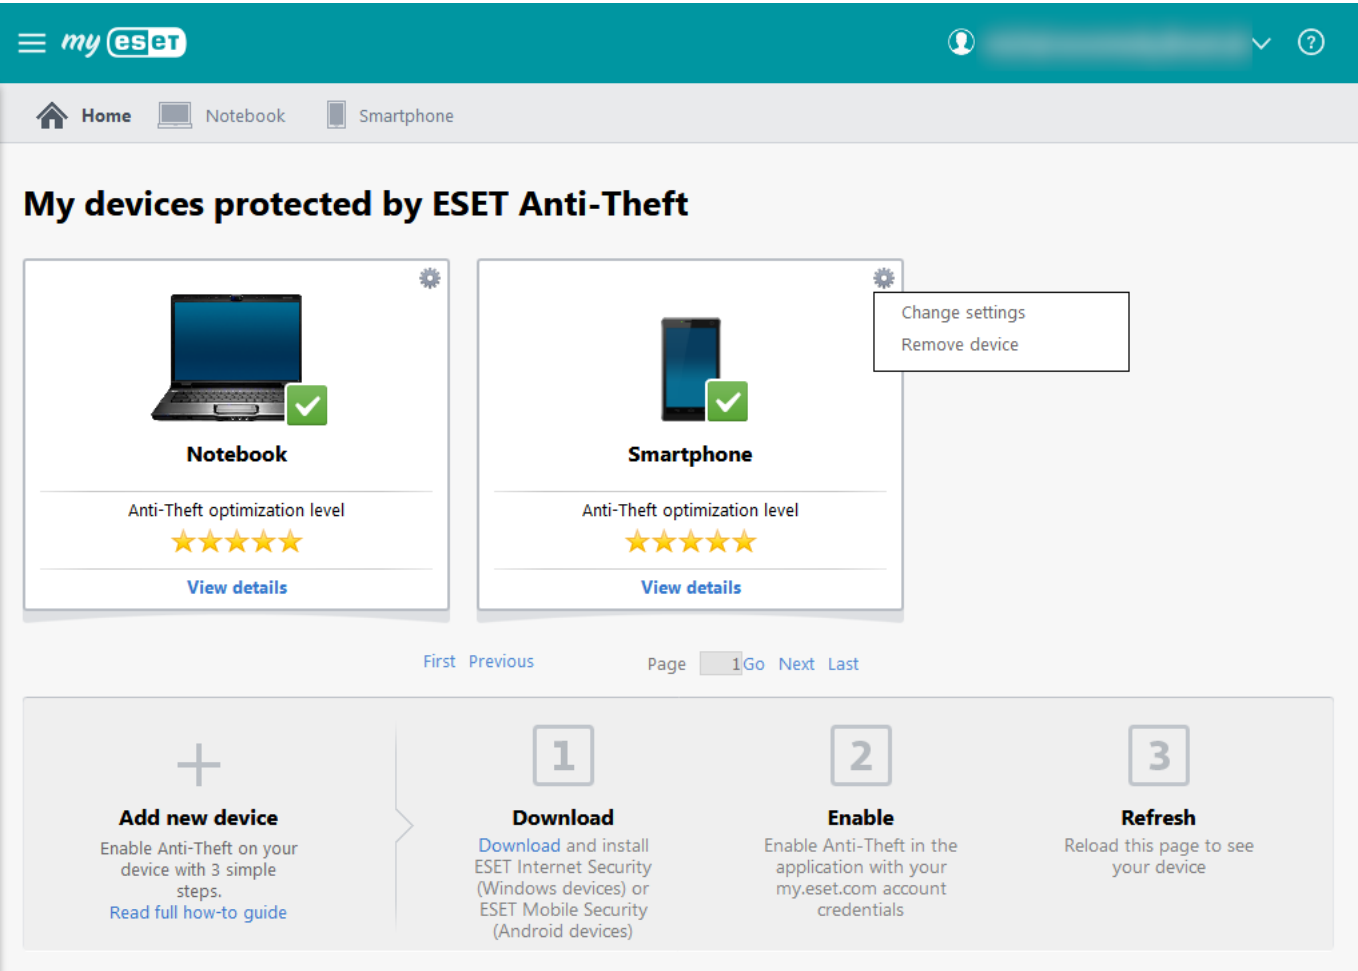 my eset
Home Notebook Smartphone
My devices protected by ESET Anti-Theft
Notebook
Anti-Theft optimization level
View details
Smartphone
Anti-Theft optimization level
View details
Change settings
Remove device
First Previous Page 1 Go Next Last
Add new device
Enable Anti-Theft on your
device with 3 simple
steps.
Read full how-to guide
1
Download
Download and install
ESET Internet Security
(Windows devices) or
ESET Mobile Security
(Android devices)
2
Enable
Enable Anti-Theft in the
application with your
my.eset.com account
credentials
3
Refresh
Reload this page to see
your device